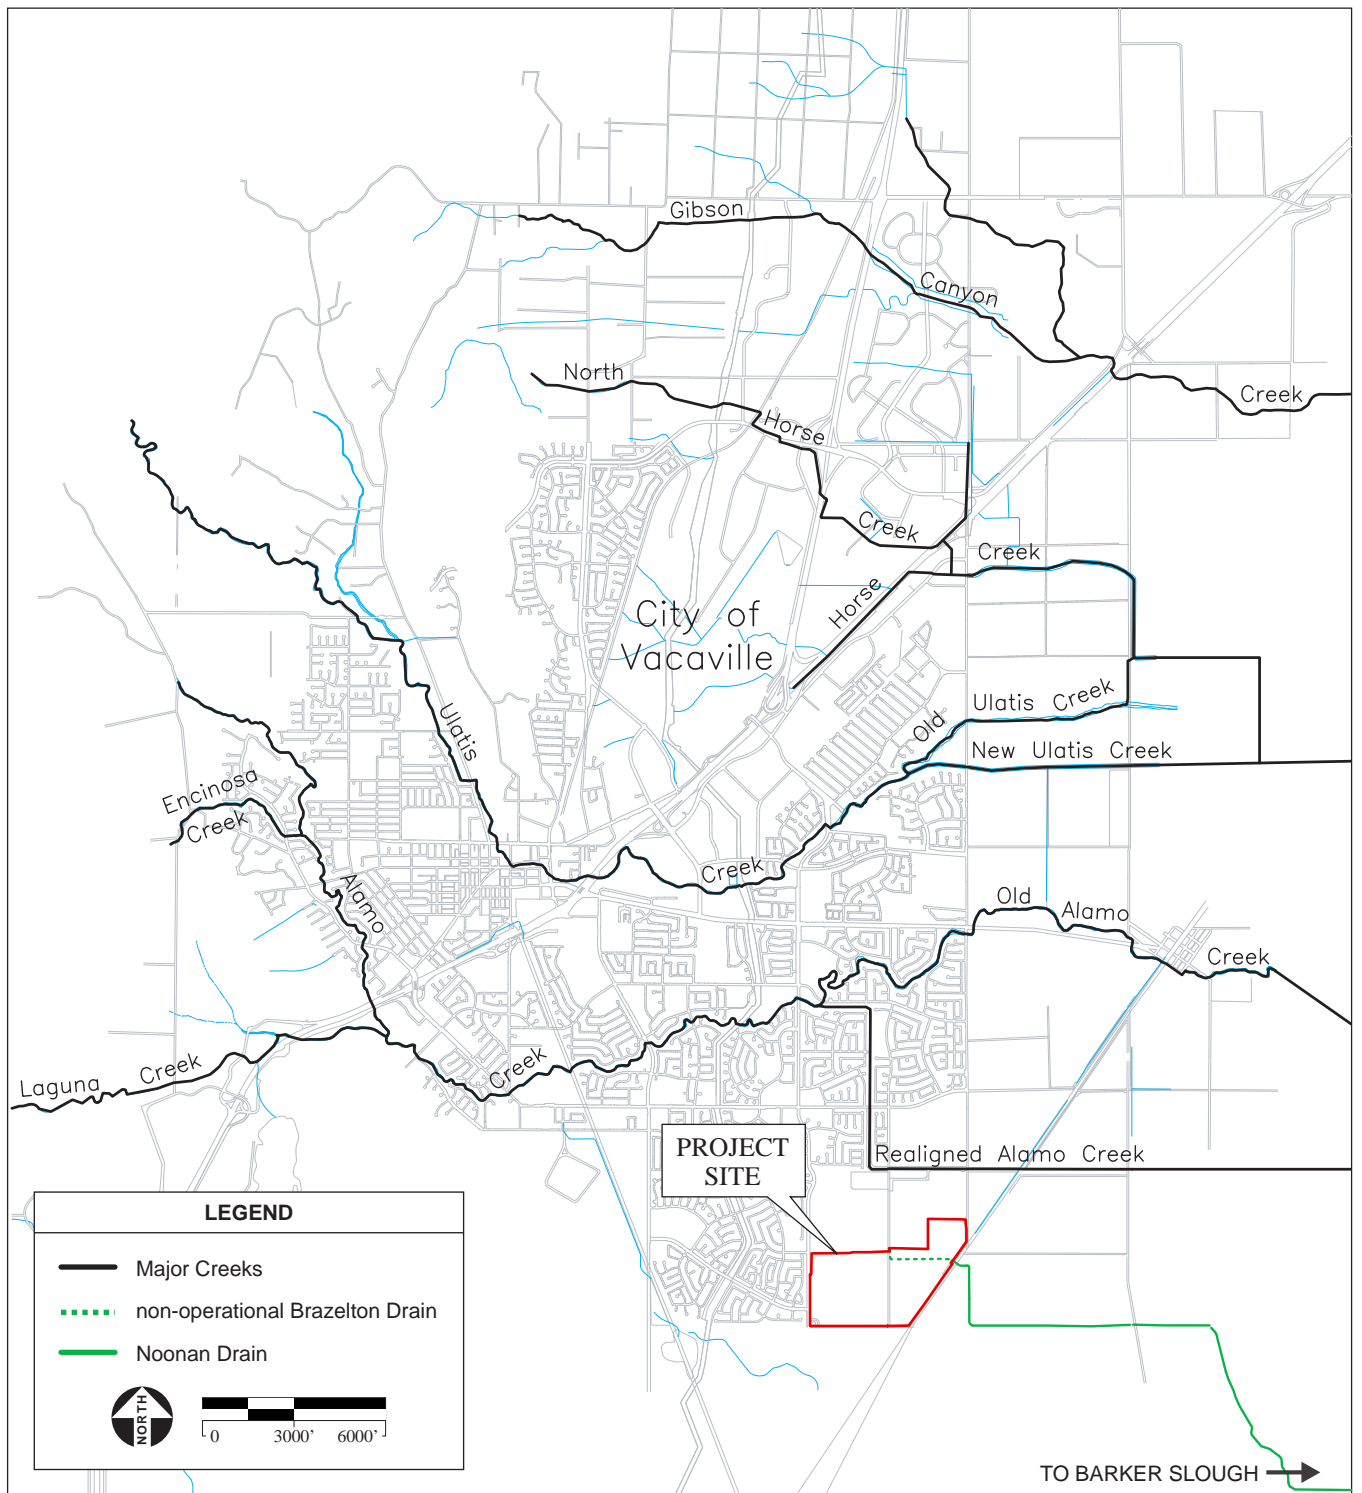 Gibson
Canyon
Creek
North
Horse
Creek
Creek
Horse
City of
Vacaville
Ulatis
Old
Ulatis Creek
New Ulatis Creek
Encinosa
Creek
Creek
Alamo
Old Alamo
Creek
Creek
Laguna Creek
PROJECT
SITE
Realigned Alamo Creek
LEGEND
Major Creeks
non-operational Brazelton Drain
Noonan Drain
NORTH
0 3000' 6000'
TO BARKER SLOUGH